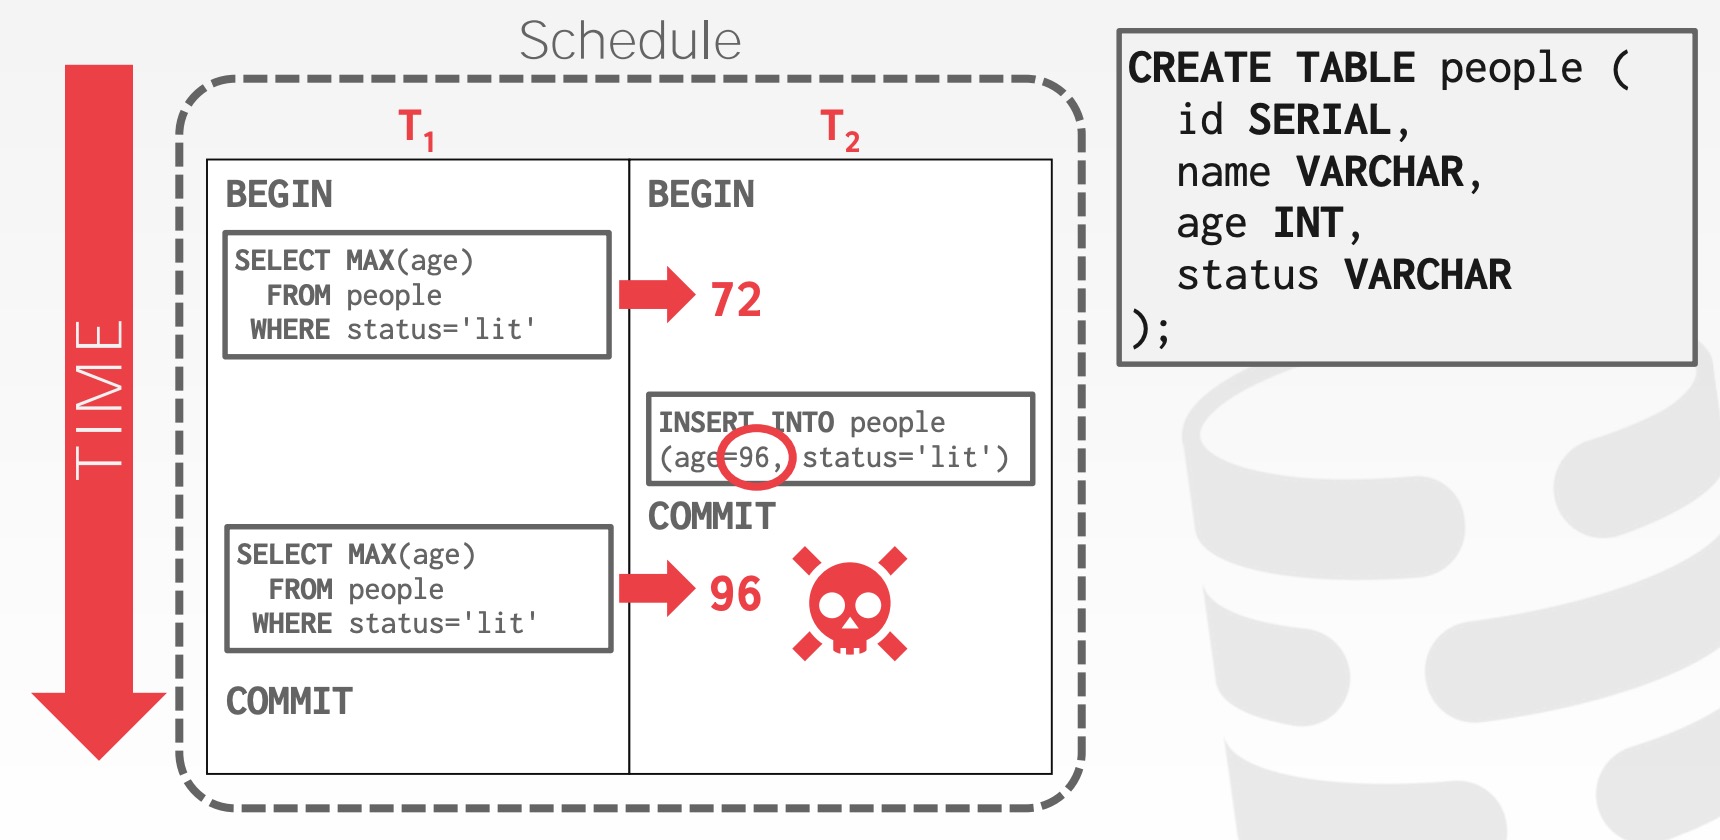 Schedule
TIME
T1
T2
BEGIN
SELECT MAX(age)
FROM people
WHERE status='lit'
72
SELECT MAX(age)
FROM people
WHERE status='lit'
96
COMMIT
BEGIN
INSERT INTO people
(age=96, status='lit')
COMMIT
CREATE TABLE people (
id SERIAL,
name VARCHAR,
age INT,
status VARCHAR
);